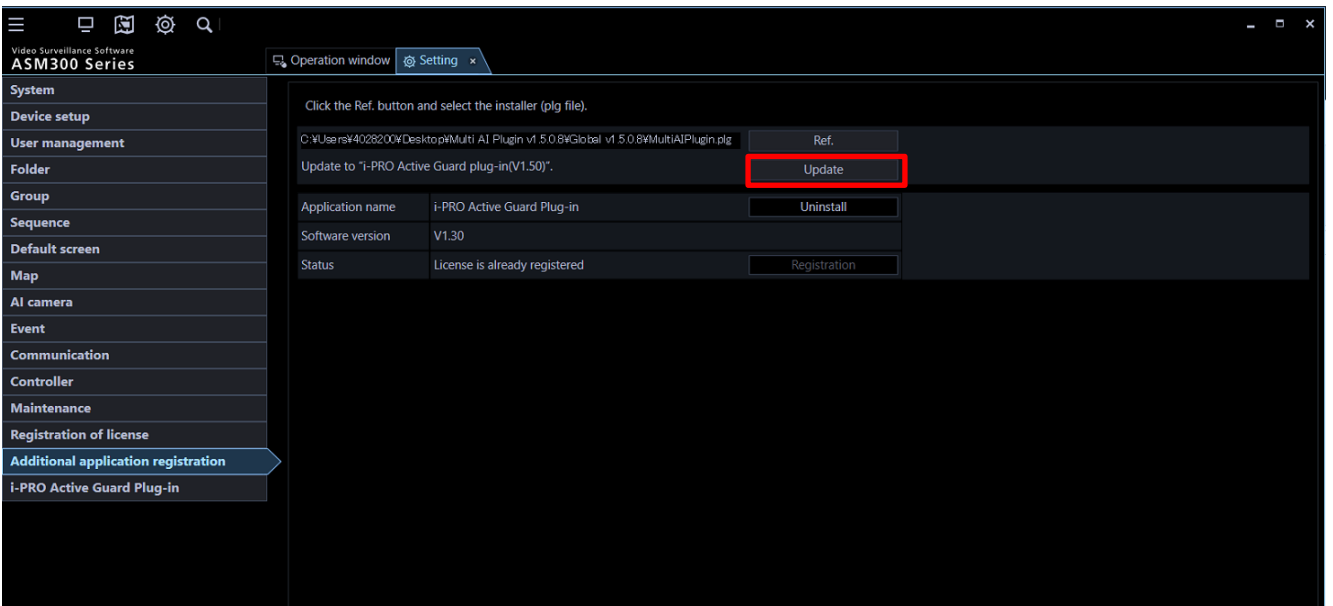 Video Surveillance Software
ASM300 Series
Operation window
Setting ×
System
Device setup
User management
Folder
Group
Sequence
Default screen
Map
AI camera
Event
Communication
Controller
Maintenance
Registration of license
Additional application registration
i-PRO Active Guard Plug-in
Click the Ref. button and select the installer (plg file).
C:¥Users¥4028200¥Desktop¥Multi AI Plugin v1.5.0.8¥Global v1.5.0.8¥MultiAIPlugin.plg Ref.
Update to "i-PRO Active Guard plug-in(V1.50)". Update
Application name i-PRO Active Guard Plug-in Uninstall
Software version V1.30
Status License is already registered Registration